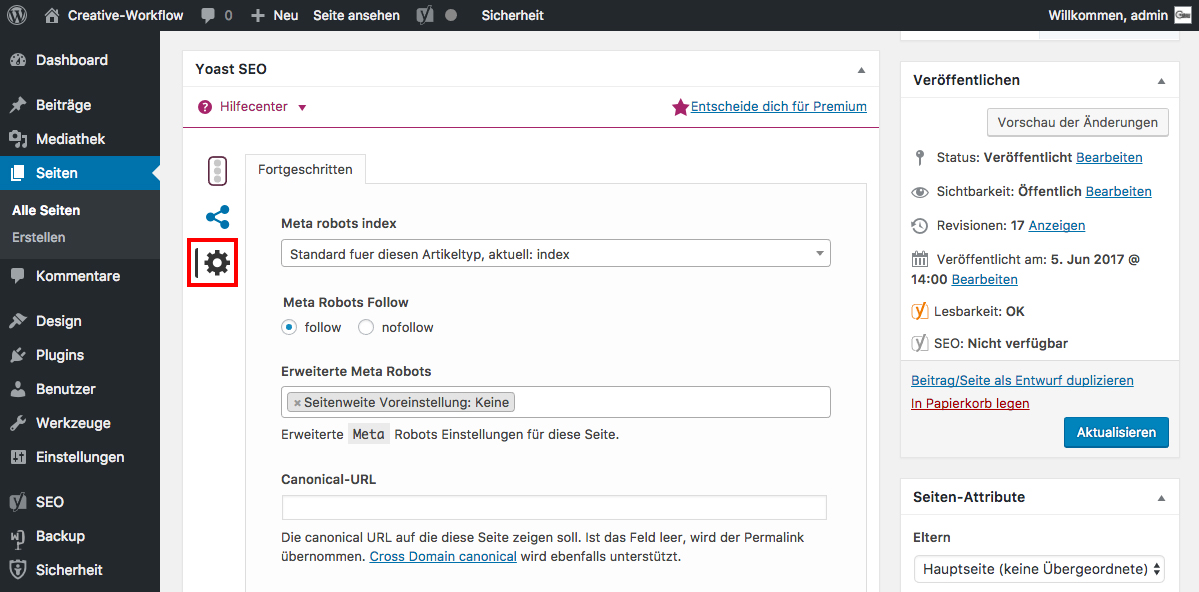 Creative-Workflow 0 Neu Seite ansehen Sicherheit Willkommen, admin
Dashboard
Beiträge
Mediathek
Seiten
Alle Seiten
Erstellen
Kommentare
Design
Plugins
Benutzer
Werkzeuge
Einstellungen
SEO
Backup
Sicherheit
Yoast SEO
Hilfecenter
Entscheide dich für Premium
Fortgeschritten
Meta robots index
Standard fuer diesen Artikeltyp, aktuell: index
Meta Robots Follow
follow nofollow
Erweiterte Meta Robots
× Seitenweite Voreinstellung: Keine
Erweiterte Meta Robots Einstellungen für diese Seite.
Canonical-URL
Die canonical URL auf die diese Seite zeigen soll. Ist das Feld leer, wird der Permalink
übernommen. Cross Domain canonical wird ebenfalls unterstützt.
Veröffentlichen
Vorschau der Änderungen
Status: Veröffentlicht Bearbeiten
Sichtbarkeit: Öffentlich Bearbeiten
Revisionen: 17 Anzeigen
Veröffentlicht am: 5. Jun 2017 @
14:00 Bearbeiten
Lesbarkeit: OK
SEO: Nicht verfügbar
Beitrag/Seite als Entwurf duplizieren
In Papierkorb legen
Aktualisieren
Seiten-Attribute
Eltern
Hauptseite (keine Übergeordnete)